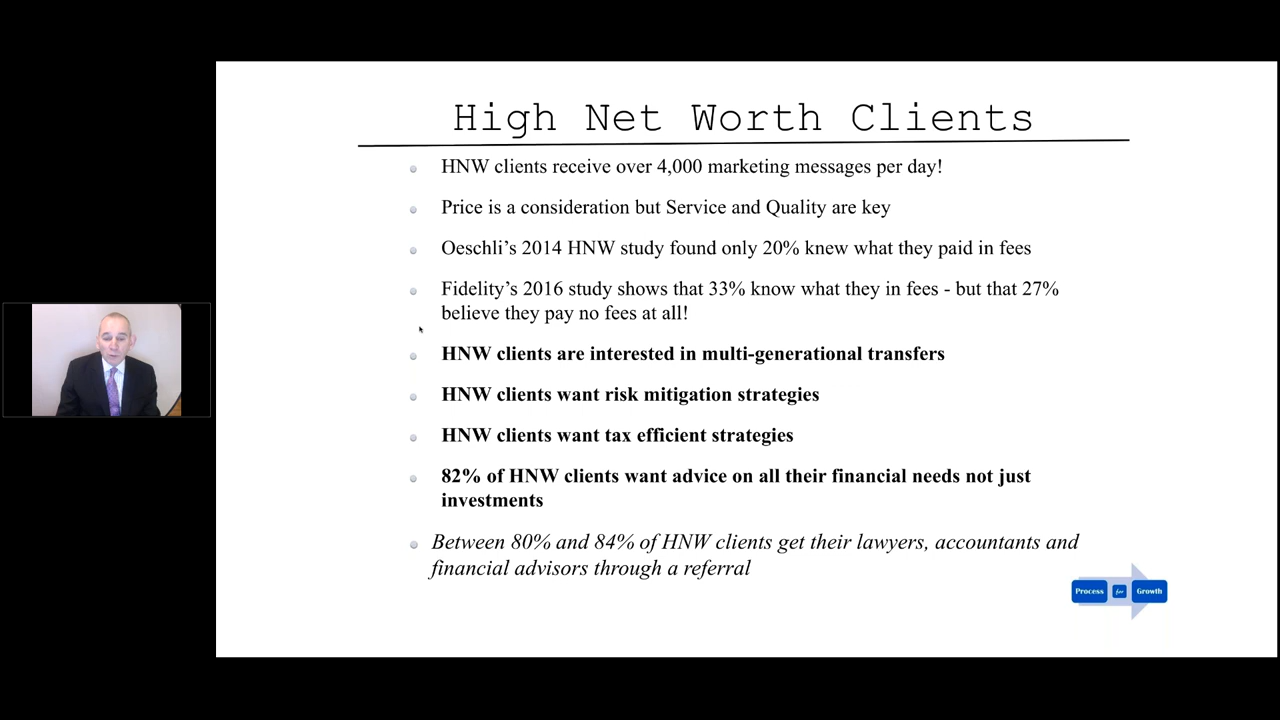 High Net Worth Clients
HNW clients receive over 4,000 marketing messages per day!
Price is a consideration but Service and Quality are key
Oeschli’s 2014 HNW study found only 20% knew what they paid in fees
Fidelity’s 2016 study shows that 33% know what they in fees - but that 27%
believe they pay no fees at all!
HNW clients are interested in multi-generational transfers
HNW clients want risk mitigation strategies
HNW clients want tax efficient strategies
82% of HNW clients want advice on all their financial needs not just
investments
Between 80% and 84% of HNW clients get their lawyers, accountants and
financial advisors through a referral
Process for Growth